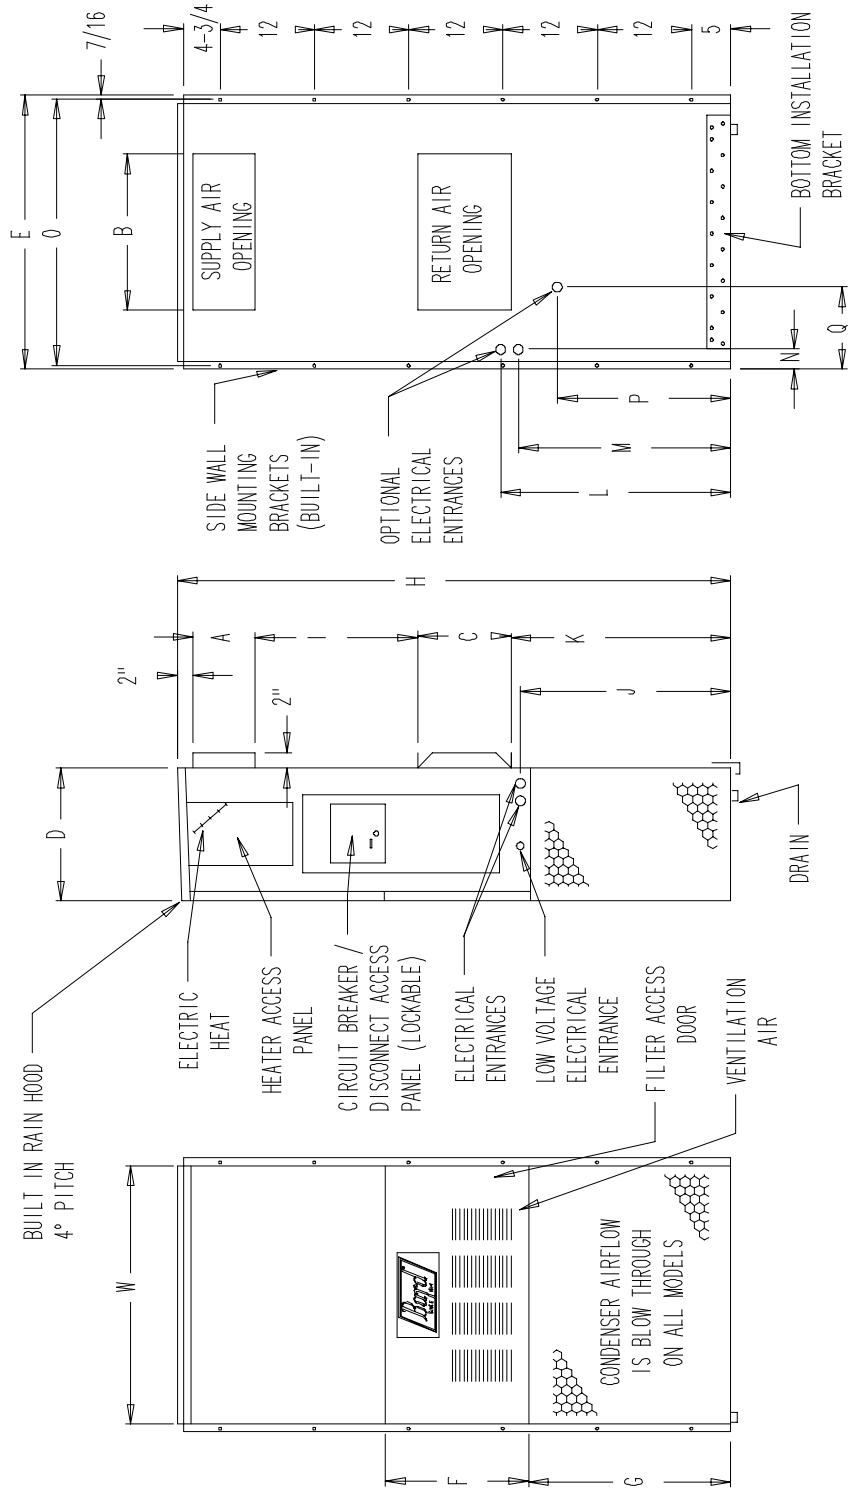 W
F
G
Bard
CONDENSER AIRFLOW
IS BLOW THROUGH
ON ALL MODELS
BUILT IN RAIN HOOD
4° PITCH
ELECTRIC
HEAT
HEATER ACCESS
PANEL
CIRCUIT BREAKER /
DISCONNECT ACCESS
PANEL (LOCKABLE)
ELECTRICAL
ENTRANCES
LOW VOLTAGE
ELECTRICAL
ENTRANCE
FILTER ACCESS
DOOR
VENTILATION
AIR
D
2"
A
2"
I
C
K
J
H
DRAIN
SIDE WALL
MOUNTING
BRACKETS
(BUILT-IN)
OPTIONAL
ELECTRICAL
ENTRANCES
L
M
P
N
Q
E
O
B
7/16
4-3/4
12
12
12
12
12
5
SUPPLY AIR
OPENING
RETURN AIR
OPENING
BOTTOM INSTALLATION
BRACKET